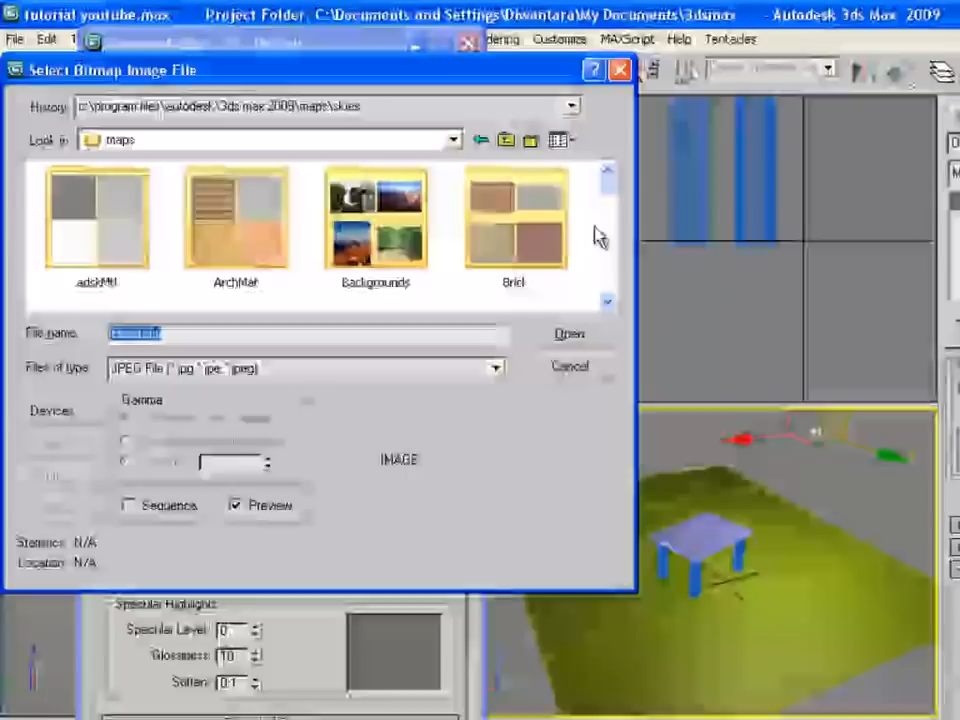 tutorial youtube.max Project Folder C:\Documents and Settings\Diwantara\My Documents\3dsmax - Autodesk 3ds Max 2009
File Edit Customize MAXScript Help Tentacles
Select Bitmap Image File
History: c:\program files\autodesk\3ds max 2009\maps\skies
Look in maps
adskMtl ArchMat Backgrounds Brick
File name:
Open
Files of type: JPEG File (*.jpg,*.jpe,*.jpeg)
Cancel
Gamma
Devices
IMAGE
Sequence Preview
Statistics: N/A
Location: N/A
Specular Highlights
Specular Level: 0
Glossiness: 10
Soften: 0.1